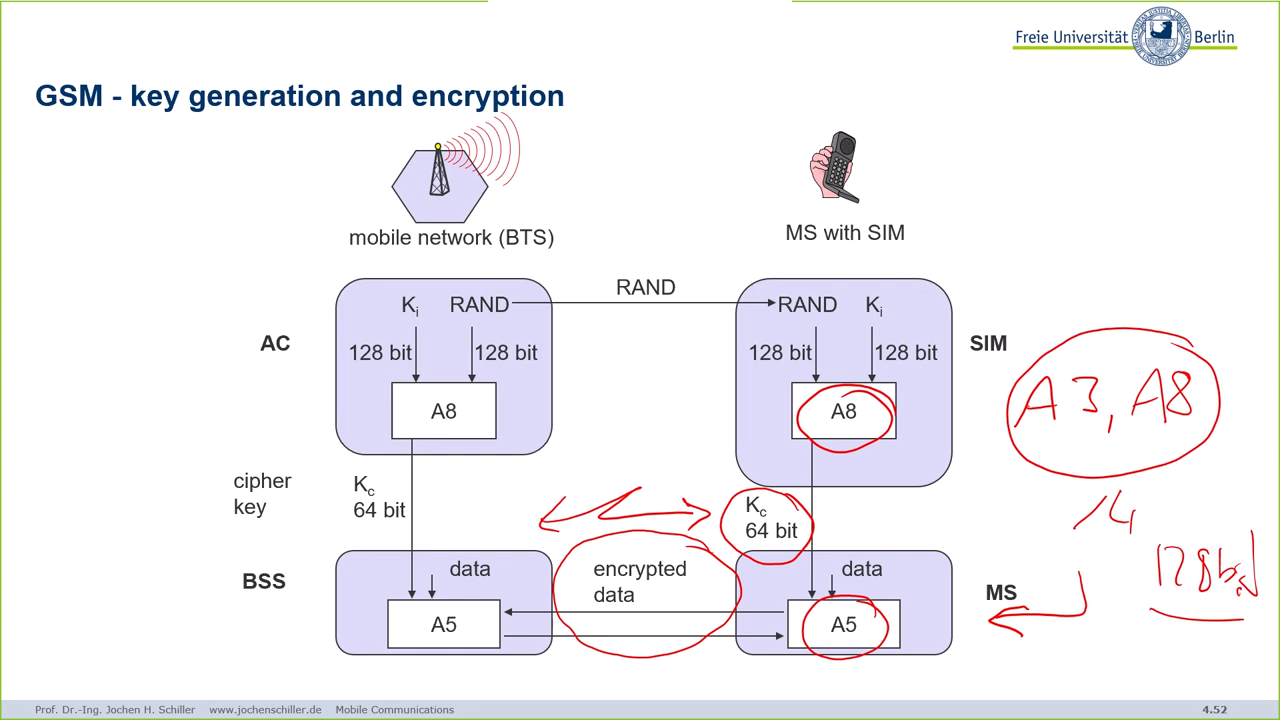 Freie Universität Berlin
GSM - key generation and encryption
mobile network (BTS)
MS with SIM
RAND
Ki RAND
RAND Ki
AC
128 bit 128 bit
128 bit 128 bit
SIM
A8
A8
A3, A8
cipher
key
Kc
64 bit
Kc
64 bit
BSS
data
encrypted
data
data
MS
A5
A5
Prof. Dr.-Ing. Jochen H. Schiller www.jochenschiller.de Mobile Communications
4.52